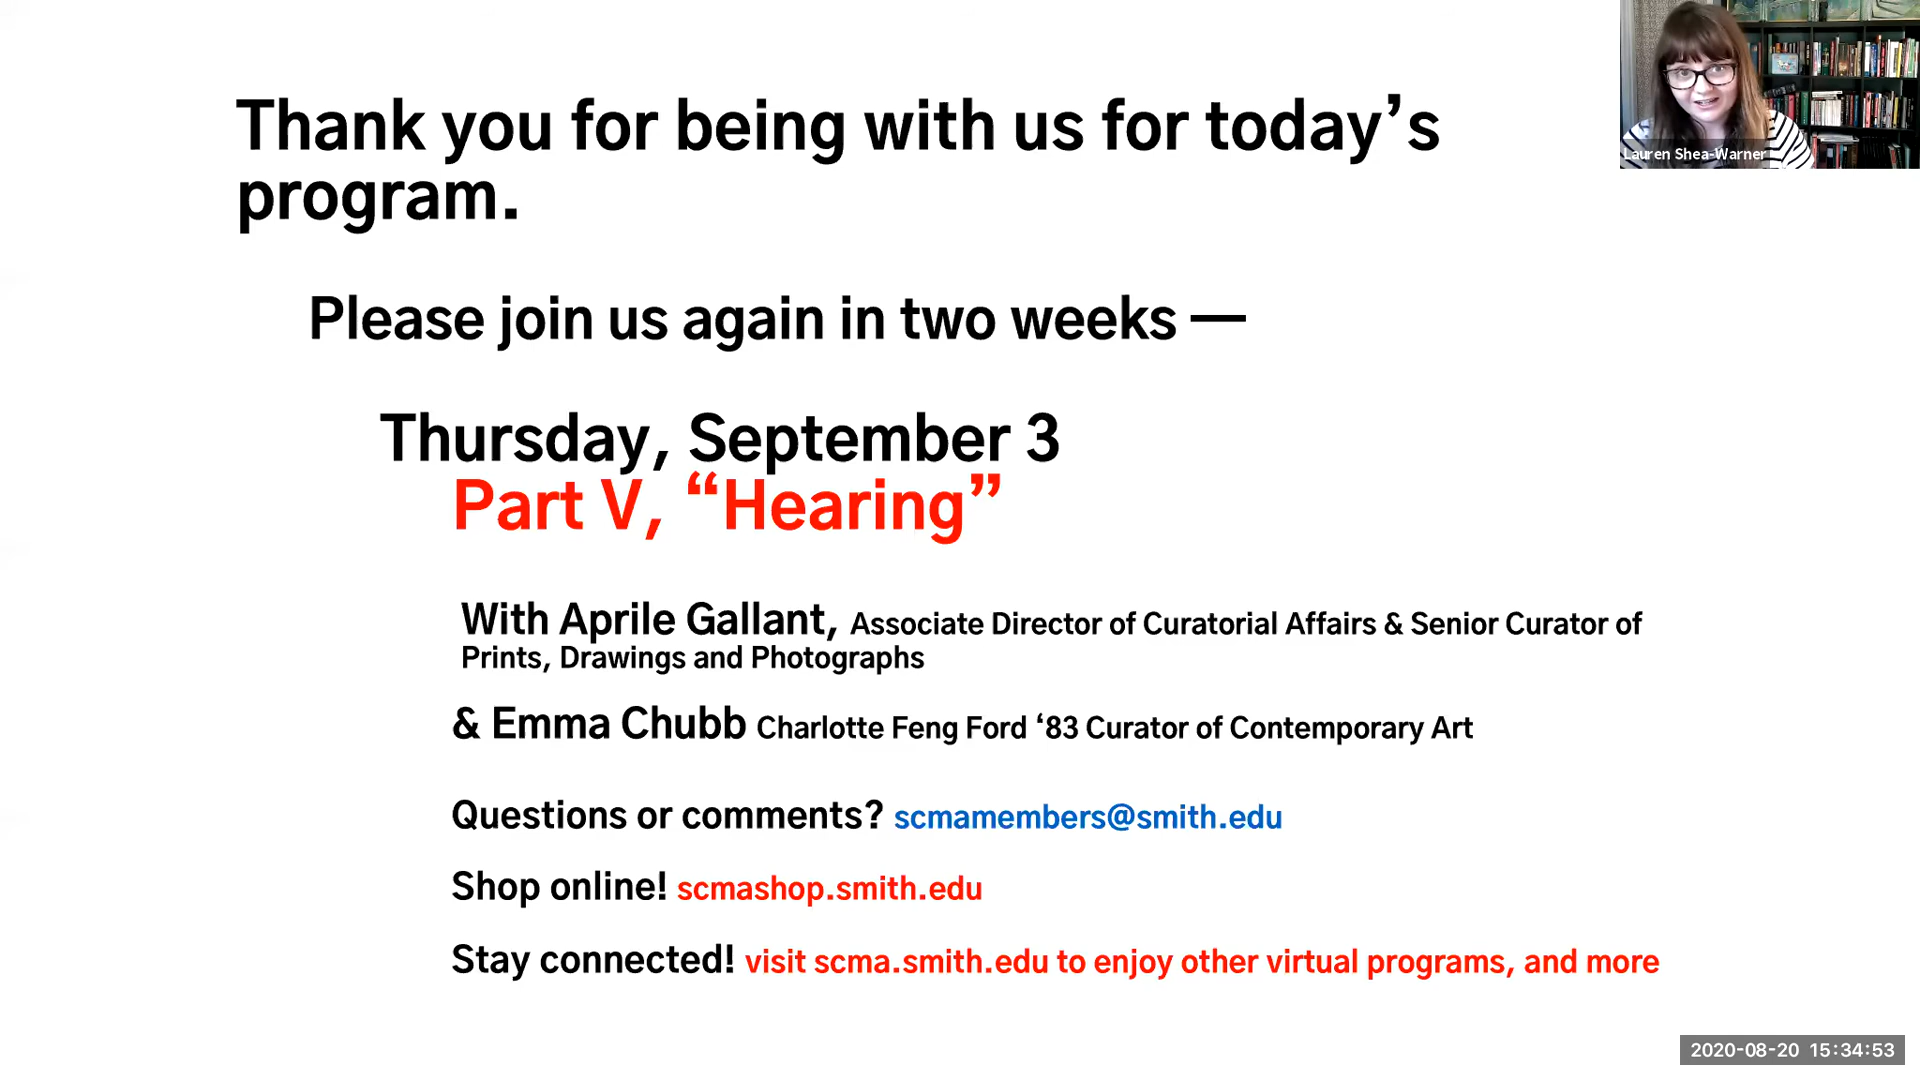 Thank you for being with us for today’s
program.
Lauren Shea-Warner
Please join us again in two weeks —
Thursday, September 3
Part V, “Hearing”
With Aprile Gallant, Associate Director of Curatorial Affairs & Senior Curator of
Prints, Drawings and Photographs
& Emma Chubb Charlotte Feng Ford ‘83 Curator of Contemporary Art
Questions or comments? scmamembers@smith.edu
Shop online! scmashop.smith.edu
Stay connected! visit scma.smith.edu to enjoy other virtual programs, and more
2020-08-20 15:34:53